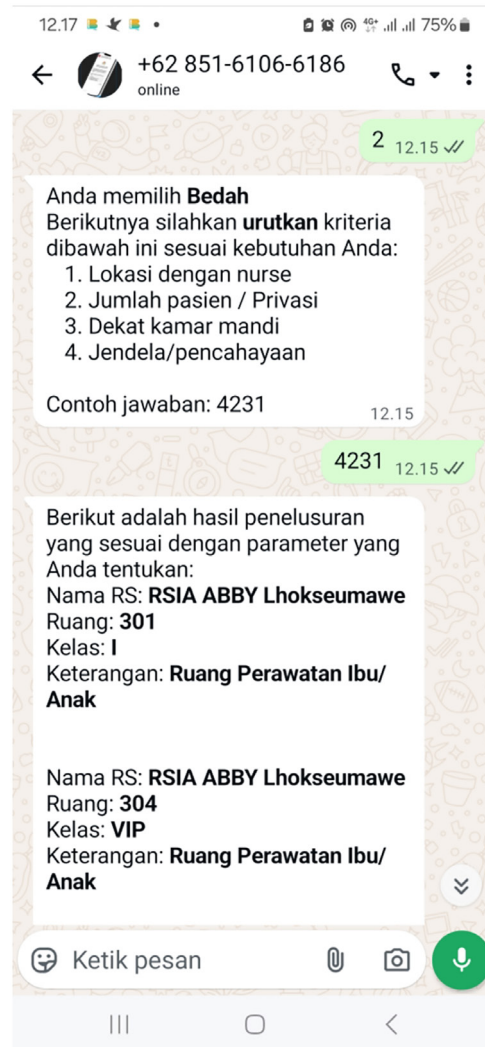 12.17
4G+
75%
+62 851-6106-6186
online
2 12.15
Anda memilih Bedah
Berikutnya silahkan urutkan kriteria
dibawah ini sesuai kebutuhan Anda:
1. Lokasi dengan nurse
2. Jumlah pasien / Privasi
3. Dekat kamar mandi
4. Jendela/pencahayaan
Contoh jawaban: 4231
12.15
4231 12.15
Berikut adalah hasil penelusuran
yang sesuai dengan parameter yang
Anda tentukan:
Nama RS: RSIA ABBY Lhokseumawe
Ruang: 301
Kelas: I
Keterangan: Ruang Perawatan Ibu/
Anak
Nama RS: RSIA ABBY Lhokseumawe
Ruang: 304
Kelas: VIP
Keterangan: Ruang Perawatan Ibu/
Anak
Ketik pesan